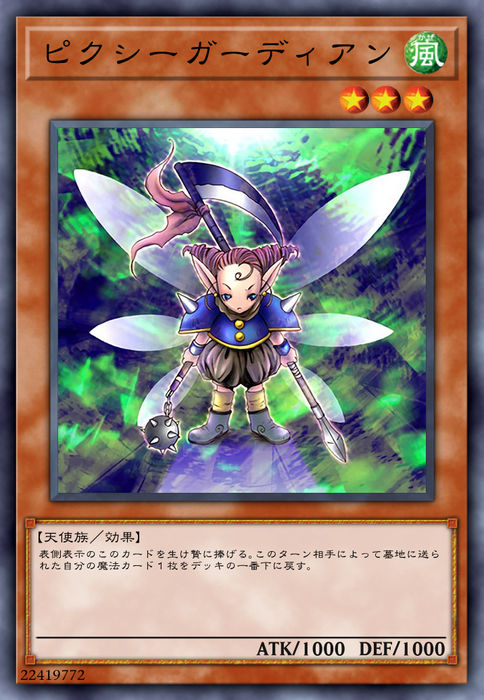 ピクシーガーディアン
風
かぜ
【天使族／効果】
表側表示のこのカードを生け贄に捧げる。このターン相手によって墓地に送ら
れた自分の魔法カード１枚をデッキの一番下に戻す。
ATK/1000 DEF/1000
22419772